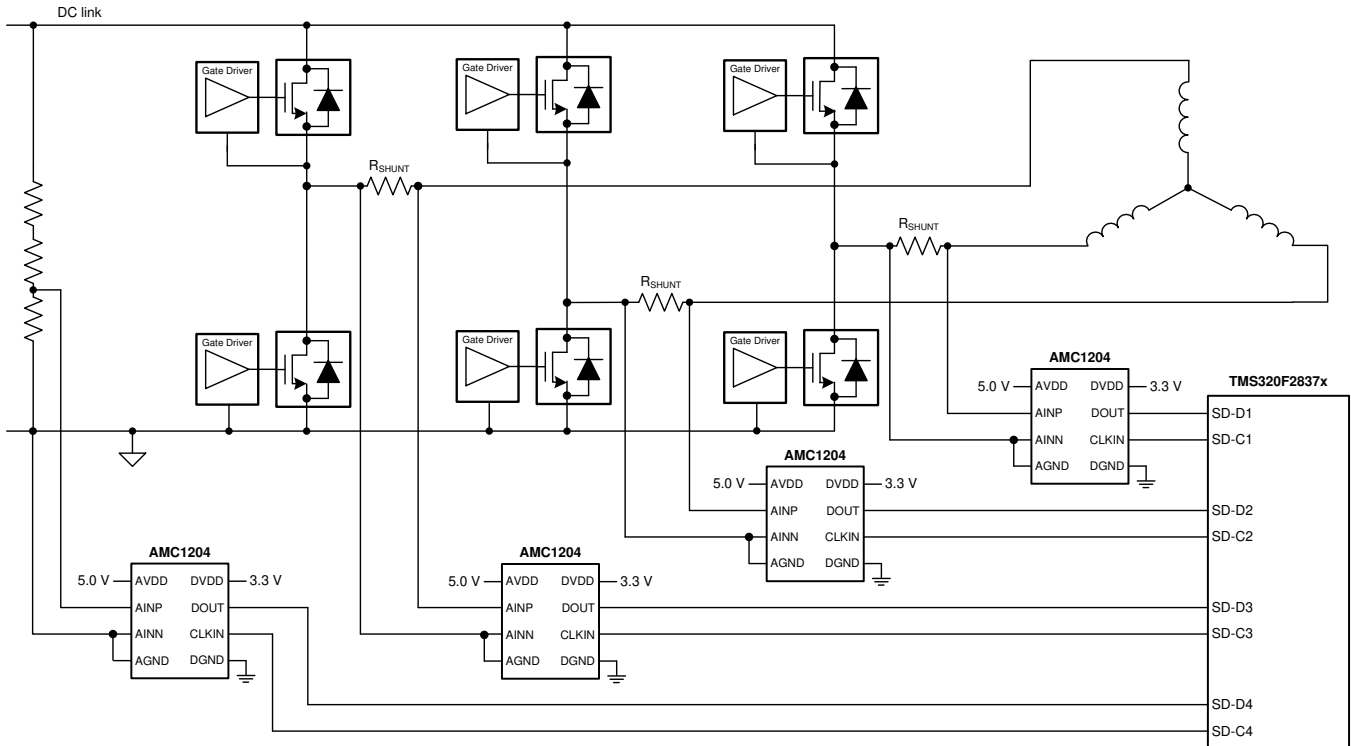 DC link
Gate Driver
Gate Driver
Gate Driver
RSHUNT
RSHUNT
RSHUNT
Gate Driver
Gate Driver
Gate Driver
AMC1204
5.0 V AVDD DVDD 3.3 V
AINP DOUT
AINN CLKIN
AGND DGND
TMS320F2837x
SD-D1
SD-C1
AMC1204
5.0 V AVDD DVDD 3.3 V
AINP DOUT
AINN CLKIN
AGND DGND
SD-D2
SD-C2
AMC1204
5.0 V AVDD DVDD 3.3 V
AINP DOUT
AINN CLKIN
AGND DGND
AMC1204
5.0 V AVDD DVDD 3.3 V
AINP DOUT
AINN CLKIN
AGND DGND
SD-D3
SD-C3
SD-D4
SD-C4